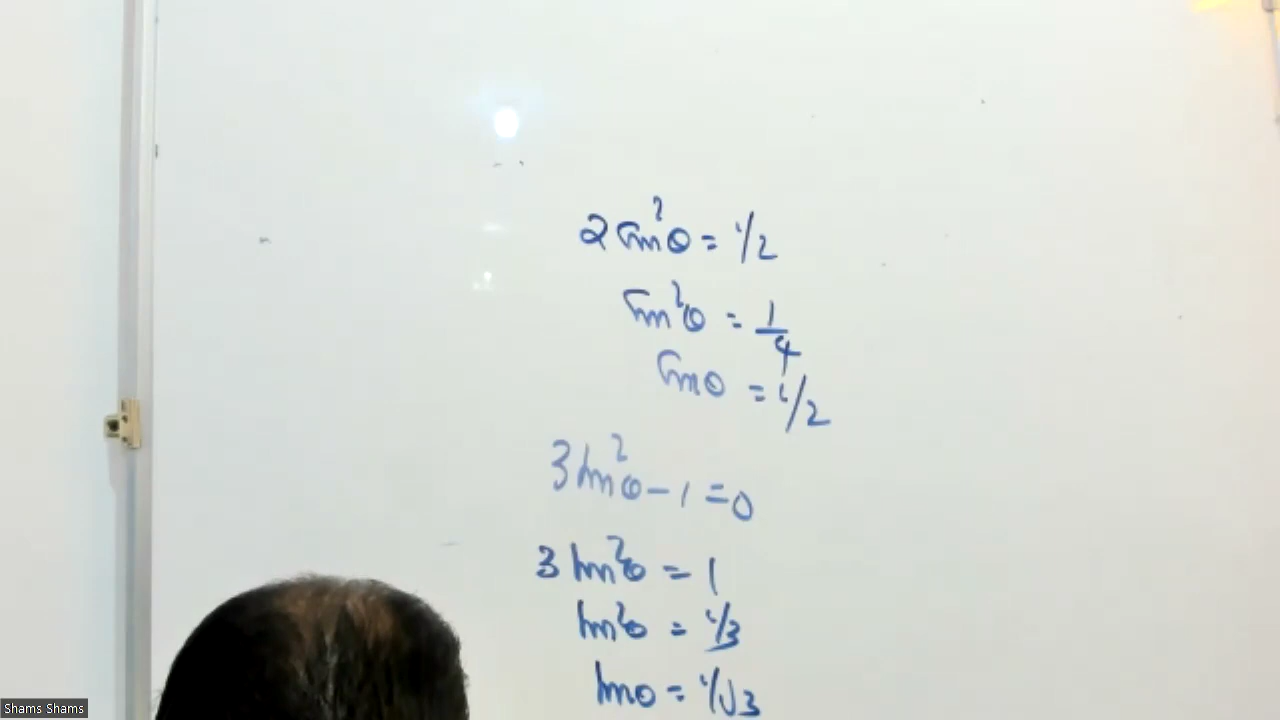 2 sin²θ = 1/2
sin²θ = 1/4
sinθ = 1/2
3 tan²θ - 1 = 0
3 tan²θ = 1
tan²θ = 1/3
tanθ = 1/√3
Shams Shams